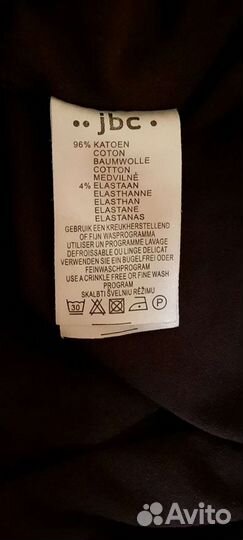 •• jbc •
96% KATOEN
COTON
BAUMWOLLE
COTTON
MEDVILNĖ
4% ELASTAAN
ELASTHANNE
ELASTHAN
ELASTANE
ELASTANAS
GEBRUIK EEN KREUKHERSTELLEND
OF FIJN WASPROGRAMMA
UTILISER UN PROGRAMME LAVAGE
DEFROISSABLE OU LINGE DELICAT
VERWENDEN SIE EIN BUGELFREI ODER
FEINWASCHPROGRAM
USE A CRINKLE FREE OR FINE WASH
PROGRAM
SKALBTI ŠVELNIU RĖŽIMU
30 P
Avito